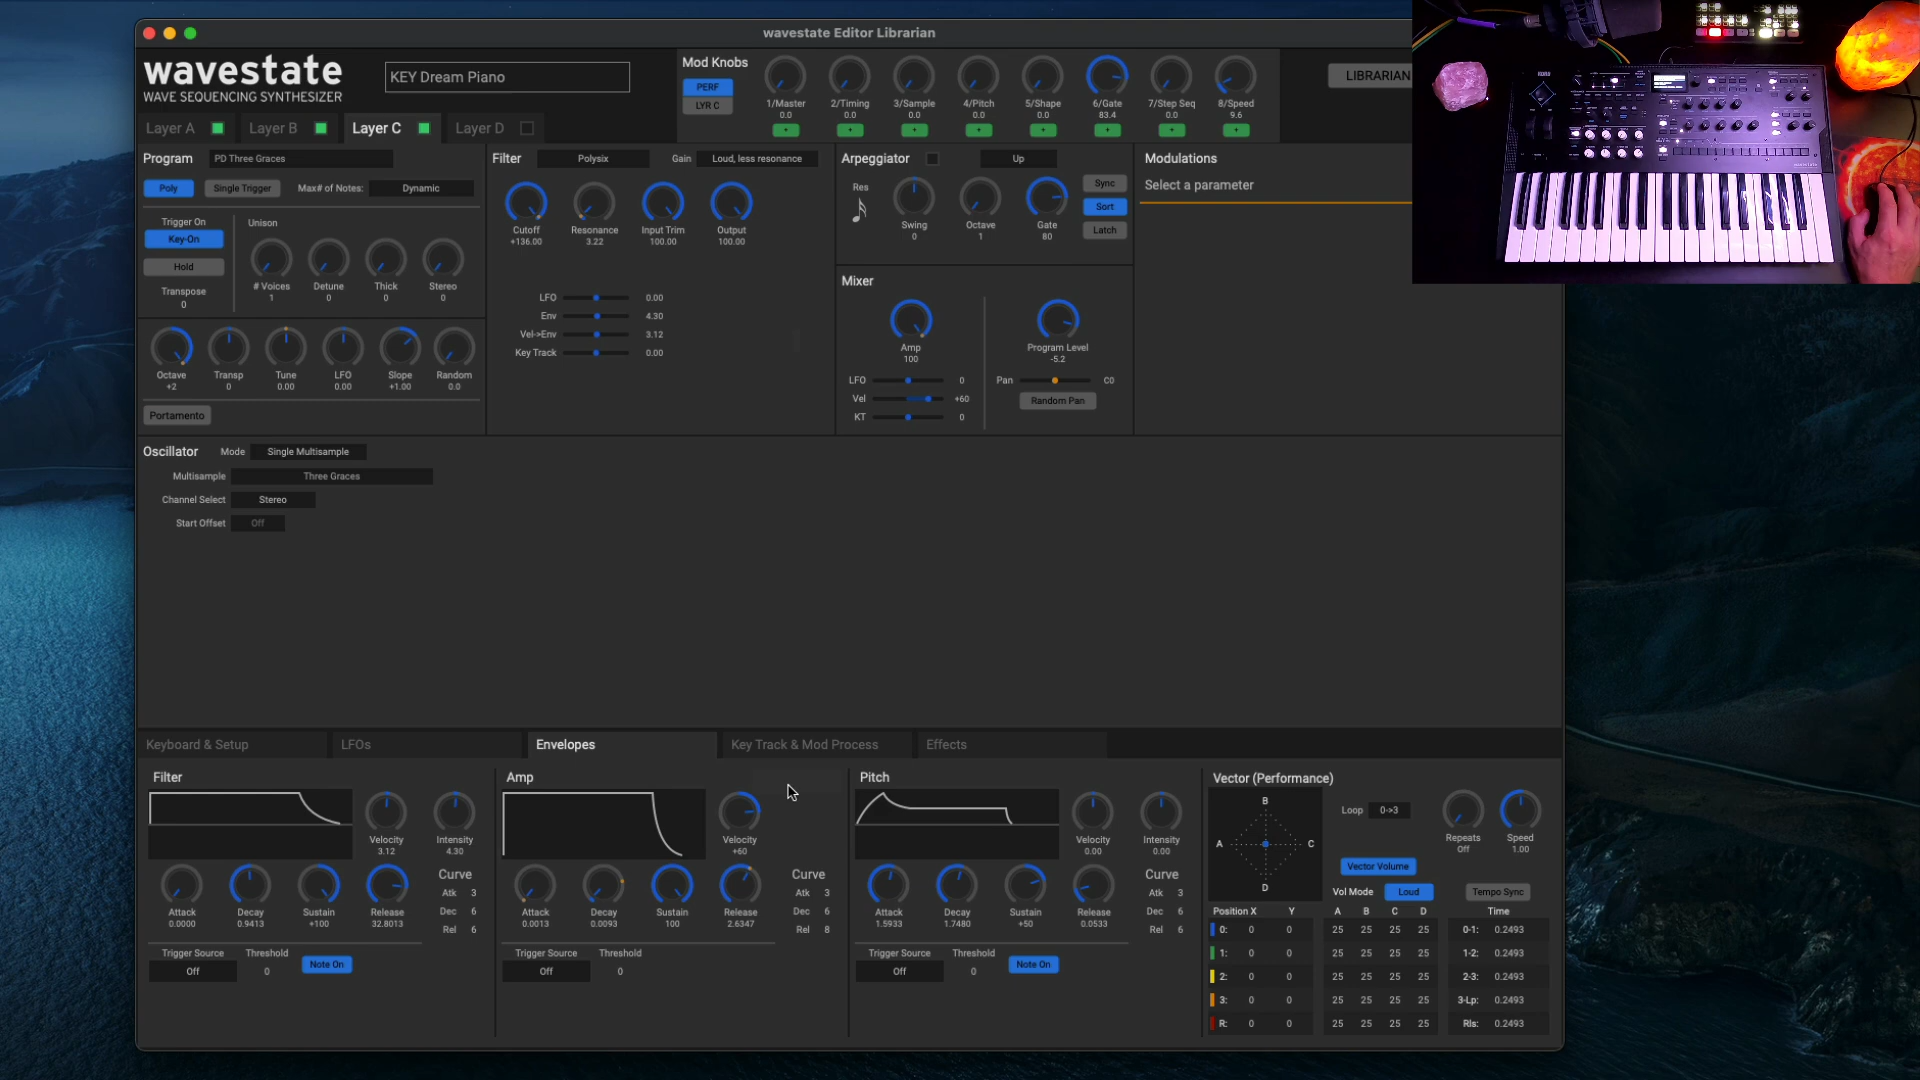 wavestate Editor Librarian
wavestate
WAVE SEQUENCING SYNTHESIZER
KEY Dream Piano
Mod Knobs
PERF
LYR C
1/Master 2/Timing 3/Sample 4/Pitch 5/Shape 6/Gate 7/Step Seq 8/Speed
0.0 0.0 0.0 0.0 0.0 83.4 0.0 9.6
+ + + + + + + +
LIBRARIAN
Layer A Layer B Layer C Layer D
Program PD Three Graces
Poly Single Trigger Max# of Notes: Dynamic
Trigger On
Key-On
Hold
Transpose
0
Unison
# Voices Detune Thick Stereo
1 0 0 0
Octave Transp Tune LFO Slope Random
+2 0 0.00 0.00 +1.00 0.0
Portamento
Filter Polysix Gain Loud, less resonance
Cutoff Resonance Input Trim Output
+136.00 3.22 100.00 100.00
LFO 0.00
Env 4.30
Vel->Env 3.12
Key Track 0.00
Arpeggiator Up
Res
Swing Octave Gate
0 1 80
Sync
Sort
Latch
Mixer
Amp
100
LFO 0
Vel +60
KT 0
Program Level
-5.2
Pan C0
Random Pan
Modulations
Select a parameter
Oscillator Mode Single Multisample
Multisample Three Graces
Channel Select Stereo
Start Offset Off
Keyboard & Setup LFOs Envelopes Key Track & Mod Process Effects
Filter
Velocity Intensity
3.12 4.30
Attack Decay Sustain Release
0.0000 0.9413 +100 32.8013
Curve
Atk 3
Dec 6
Rel 6
Trigger Source Threshold
Off 0 Note On
Amp
Velocity
+60
Attack Decay Sustain Release
0.0013 0.0093 100 2.6347
Curve
Atk 3
Dec 6
Rel 8
Trigger Source Threshold
Off 0
Pitch
Velocity Intensity
0.00 0.00
Attack Decay Sustain Release
1.5933 1.7480 +50 0.0533
Curve
Atk 3
Dec 6
Rel 6
Trigger Source Threshold
Off 0 Note On
Vector (Performance)
B
A C
D
Loop 0->3
Repeats Speed
Off 1.00
Vector Volume
Vol Mode Loud Tempo Sync
Position X Y A B C D Time
0: 0 0 25 25 25 25 0-1: 0.2493
1: 0 0 25 25 25 25 1-2: 0.2493
2: 0 0 25 25 25 25 2-3: 0.2493
3: 0 0 25 25 25 25 3-Lp: 0.2493
R: 0 0 25 25 25 25 Rls: 0.2493